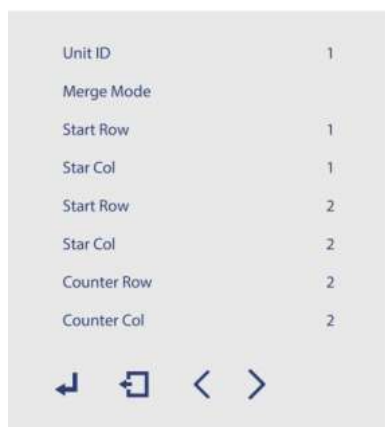 Unit ID 1
Merge Mode
Start Row 1
Star Col 1
Start Row 2
Star Col 2
Counter Row 2
Counter Col 2